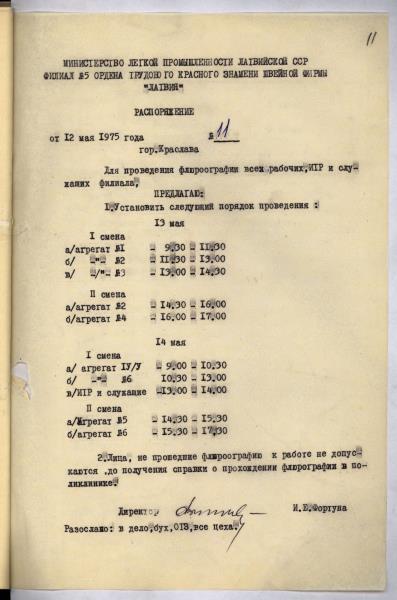 11
МИНИСТЕРСТВО ЛЕГКОЙ ПРОМЫШЛЕННОСТИ ЛАТВИЙСКОЙ ССР
ФИЛИАЛ №5 ОРДЕНА ТРУДОВОГО КРАСНОГО ЗНАМЕНИ ШВЕЙНОЙ ФИРМЫ
"ЛАТВИЯ"
РАСПОРЯЖЕНИЕ
от 12 мая 1975 года № 11
гор.Краслава
Для проведения флюроографии всех рабочих,ИТР и слу-
жащих филиала,
ПРЕДЛАГАЮ:
1.Установить следующий порядок проведения :
13 мая
I смена
а/агрегат №1 - 9.30 - 11.30
б/ -"- №2 - 11.30 - 13.00
в/ -/"- №3 - 13.00 - 14.30
II смена
а/агрегат №2 - 14.30 - 16.00
б/агрегат №4 - 16.00 - 17.00
14 мая
I смена
а/ агрегат 1У/У - 9.00 - 10.30
б/ -"- №6 10.30 - 13.00
в/ИТР и служащие -13.00 - 14.00
II смена
а/агрегат №5 - 14.30 - 15.30
б/агрегат №6 - 15.30 - 17.30
2.Лица, не прошедшие флюроографию к работе не допус-
каются .до получения справки о прохождении флюрографии в по-
ликлинике.
Директор И.Е.Фортуна
Разослано: в дело,бух,ОТЗ,все цеха.